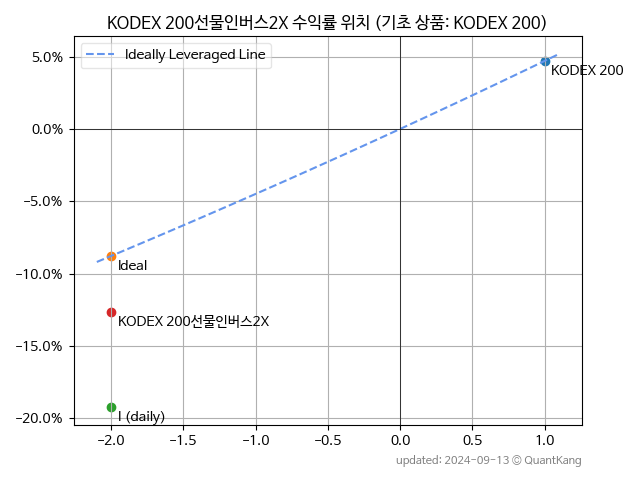 KODEX 200선물인버스2X 수익률 위치 (기초 상품: KODEX 200)
Ideally Leveraged Line
5.0%
KODEX 200
0.0%
−5.0%
Ideal
−10.0%
KODEX 200선물인버스2X
−15.0%
I (daily)
−20.0%
−2.0 −1.5 −1.0 −0.5 0.0 0.5 1.0
updated: 2024-09-13 © QuantKang